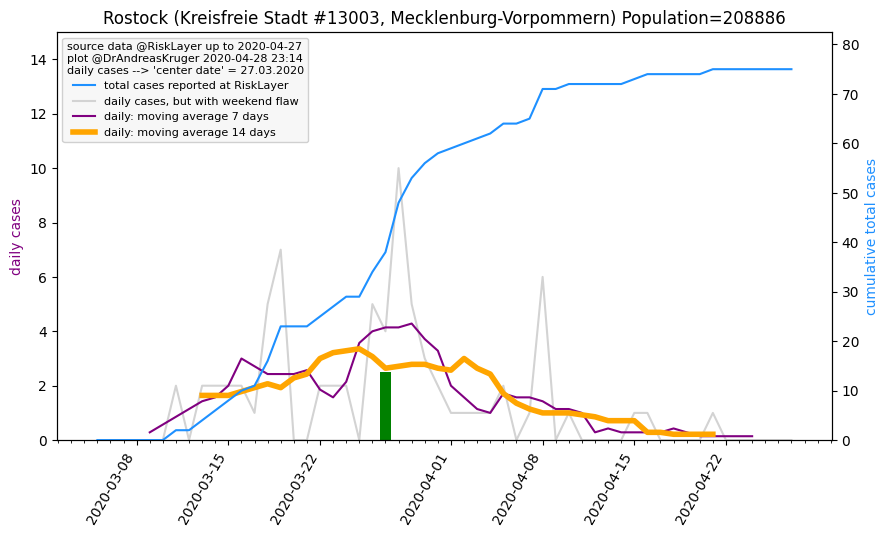 Rostock (Kreisfreie Stadt #13003, Mecklenburg-Vorpommern) Population=208886
source data @RiskLayer up to 2020-04-27
plot @DrAndreasKruger 2020-04-28 23:14
daily cases --> 'center date' = 27.03.2020
total cases reported at RiskLayer
daily cases, but with weekend flaw
daily: moving average 7 days
daily: moving average 14 days
daily cases
14
12
10
8
6
4
2
0
cumulative total cases
80
70
60
50
40
30
20
10
0
2020-03-08
2020-03-15
2020-03-22
2020-04-01
2020-04-08
2020-04-15
2020-04-22